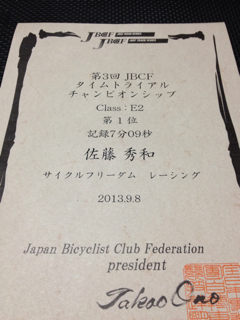 JBCF
JBCF
第3回 JBCF
タイムトライアル
チャンピオンシップ
Class：E2
第１位
記録7分09秒
佐藤 秀和
サイクルフリーダム レーシング
2013.9.8
Japan Bicyclist Club Federation
president
Takao Ono